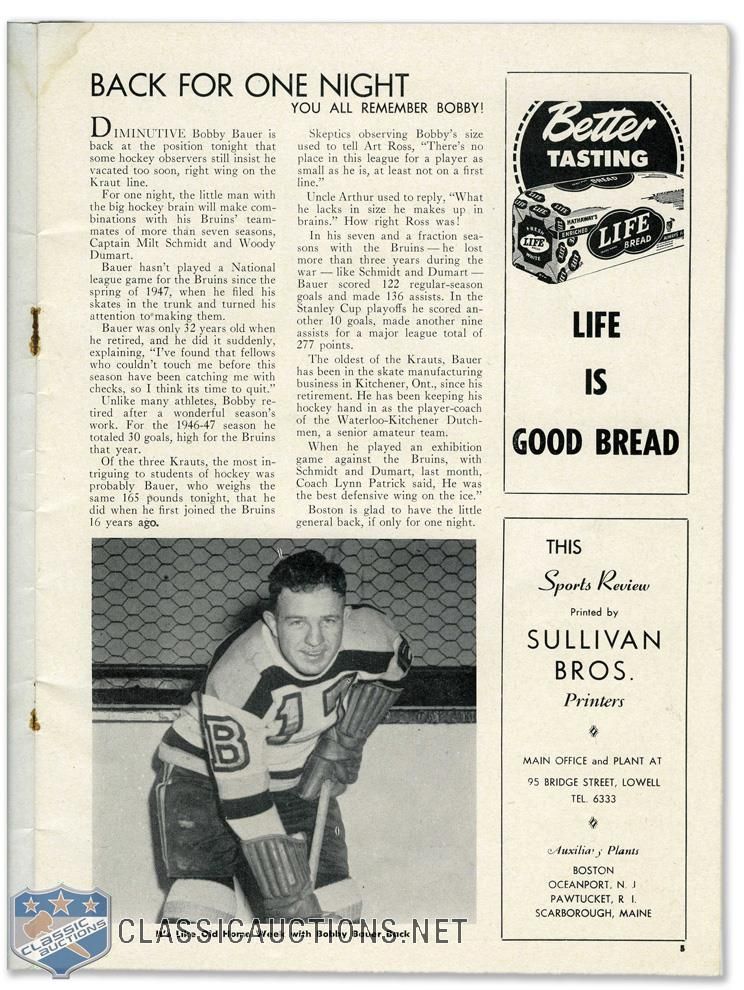 BACK FOR ONE NIGHT
YOU ALL REMEMBER BOBBY!
DIMINUTIVE Bobby Bauer is
back at the position tonight that
some hockey observers still insist he
vacated too soon, right wing on the
Kraut line.
For one night, the little man with
the big hockey brain will make com-
binations with his Bruins' team-
mates of more than seven seasons,
Captain Milt Schmidt and Woody
Dumart.
Bauer hasn't played a National
league game for the Bruins since the
spring of 1947, when he filed his
skates in the trunk and turned his
attention to making them.
Bauer was only 32 years old when
he retired, and he did it suddenly,
explaining, "I've found that fellows
who couldn't touch me before this
season have been catching me with
checks, so I think its time to quit."
Unlike many athletes, Bobby re-
tired after a wonderful season's
work. For the 1946-47 season he
totaled 30 goals, high for the Bruins
that year.
Of the three Krauts, the most in-
triguing to students of hockey was
probably Bauer, who weighs the
same 165 pounds tonight, that he
did when he first joined the Bruins
16 years ago.
Skeptics observing Bobby's size
used to tell Art Ross, "There's no
place in this league for a player as
small as he is, at least not on a first
line."
Uncle Arthur used to reply, "What
he lacks in size he makes up in
brains." How right Ross was!
In his seven and a fraction sea-
sons with the Bruins — he lost
more than three years during the
war — like Schmidt and Dumart —
Bauer scored 122 regular-season
goals and made 136 assists. In the
Stanley Cup playoffs he scored an-
other 10 goals, made another nine
assists for a major league total of
277 points.
The oldest of the Krauts, Bauer
has been in the skate manufacturing
business in Kitchener, Ont., since his
retirement. He has been keeping his
hockey hand in as the player-coach
of the Waterloo-Kitchener Dutch-
men, a senior amateur team.
When he played an exhibition
game against the Bruins, with
Schmidt and Dumart, last month,
Coach Lynn Patrick said, He was
the best defensive wing on the ice."
Boston is glad to have the little
general back, if only for one night.
B
17
It's Like Old Home Week with Bobby Bauer Back
Better
TASTING
BREAD
HATHAWAY'S
ENRICHED
FRESH
LIFE
WHITE
LIFE
BREAD
LIFE
IS
GOOD BREAD
THIS
Sports Review
Printed by
SULLIVAN
BROS.
Printers
MAIN OFFICE and PLANT AT
95 BRIDGE STREET, LOWELL
TEL. 6333
Auxiliary Plants
BOSTON
OCEANPORT, N. J
PAWTUCKET, R I.
SCARBOROUGH, MAINE
5
CLASSIC
AUCTIONS
CLASSICAUCTIONS.NET